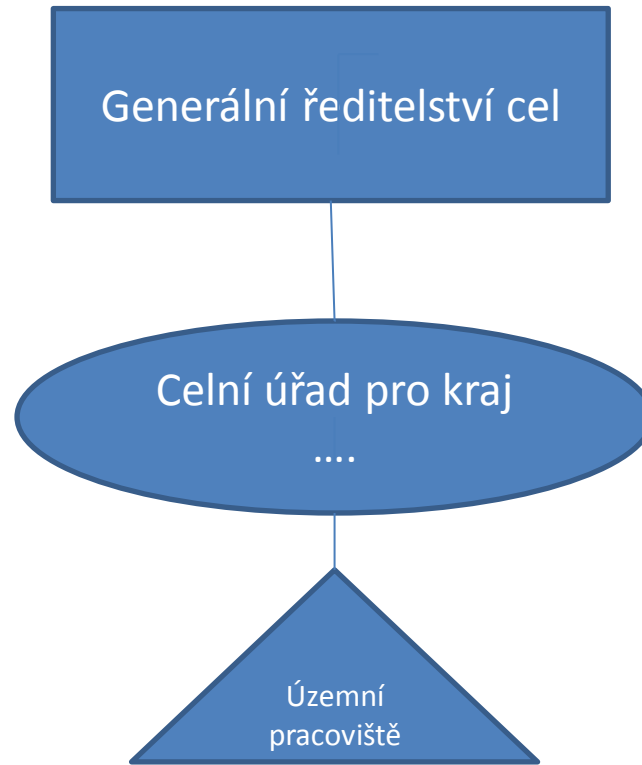 Generální ředitelství cel
Celní úřad pro kraj
....
Územní
pracoviště